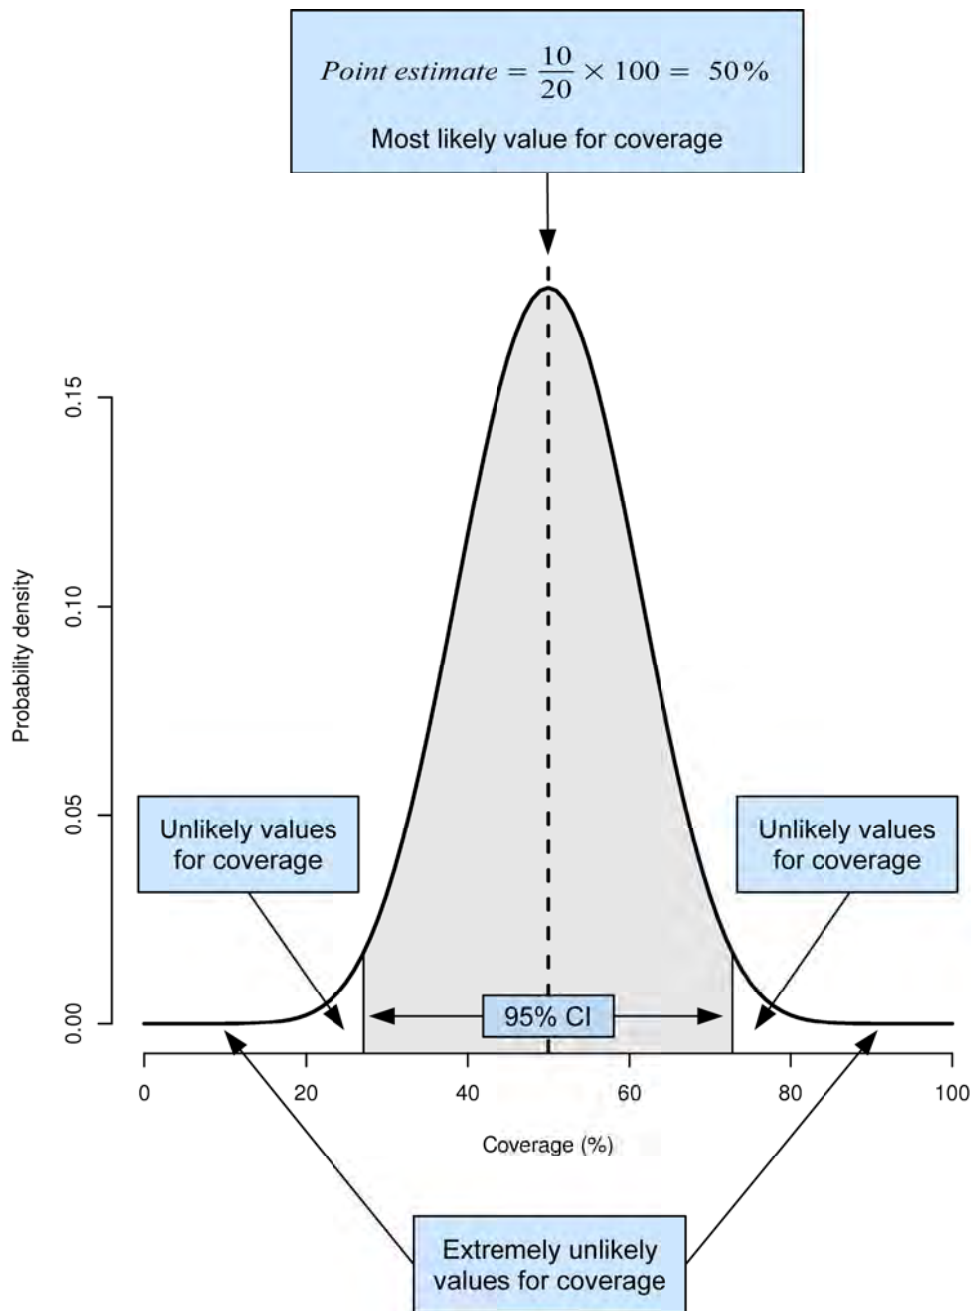 Point estimate = 10/20 × 100 = 50%
Most likely value for coverage
0.15
0.10
0.05
0.00
Probability density
Unlikely values
for coverage
Unlikely values
for coverage
95% CI
0 20 40 60 80 100
Coverage (%)
Extremely unlikely
values for coverage